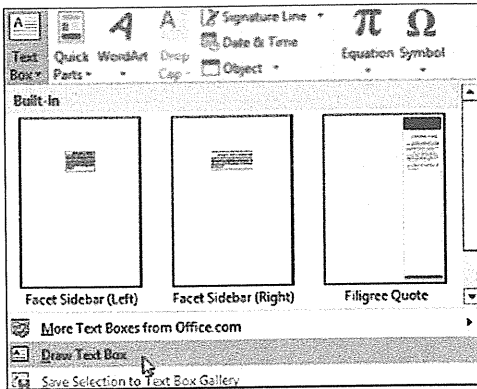 Text Box
Quick Parts
WordArt
Drop Cap
Signature Line
Date & Time
Object
Equation
Symbol
Built-in
Facet Sidebar (Left)
Facet Sidebar (Right)
Filigree Quote
More Text Boxes from Office.com
Draw Text Box
Save Selection to Text Box Gallery